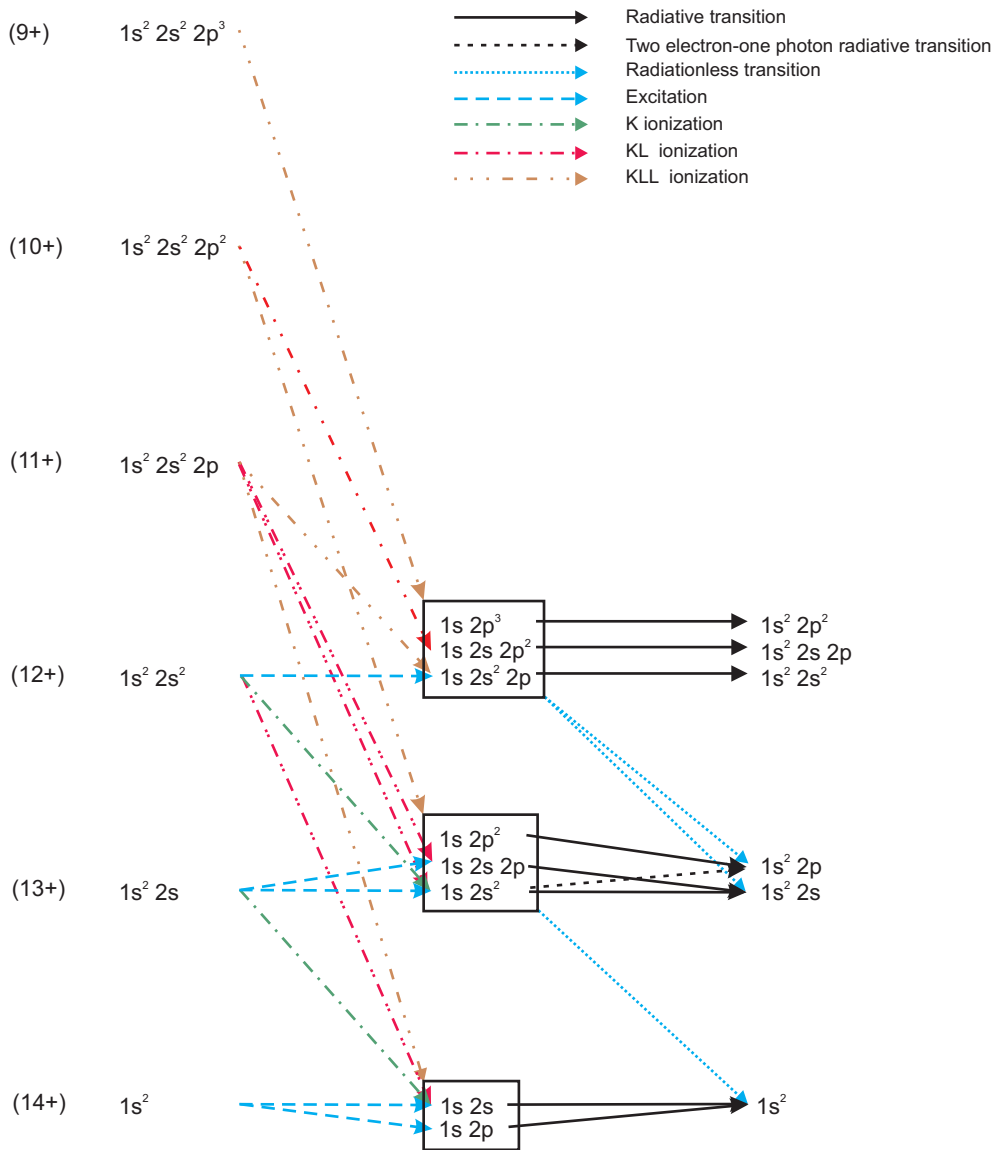 (9+) 1s² 2s² 2p³
Radiative transition
Two electron-one photon radiative transition
Radiationless transition
Excitation
K ionization
KL ionization
KLL ionization
(10+) 1s² 2s² 2p²
(11+) 1s² 2s² 2p
1s 2p³ 1s² 2p²
1s 2s 2p² 1s² 2s 2p
(12+) 1s² 2s² 1s 2s² 2p 1s² 2s²
1s 2p²
1s 2s 2p 1s² 2p
(13+) 1s² 2s 1s 2s² 1s² 2s
(14+) 1s² 1s 2s 1s²
1s 2p